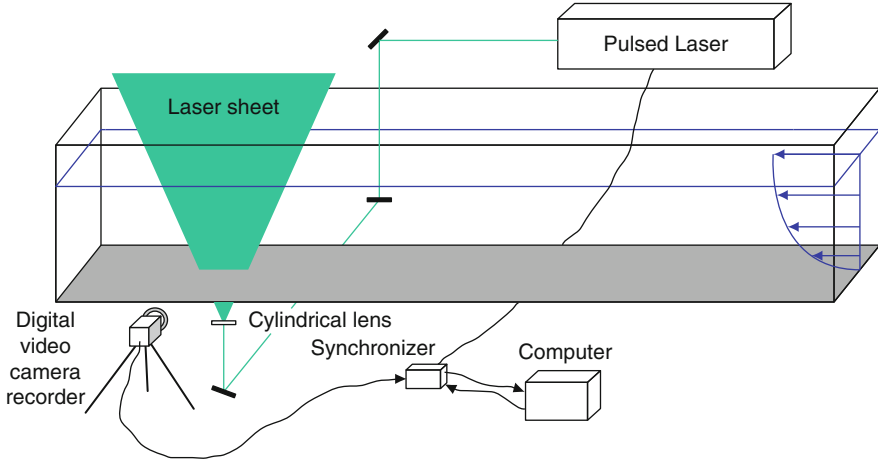 Pulsed Laser
Laser sheet
Cylindrical lens
Digital
video
camera
recorder
Synchronizer
Computer